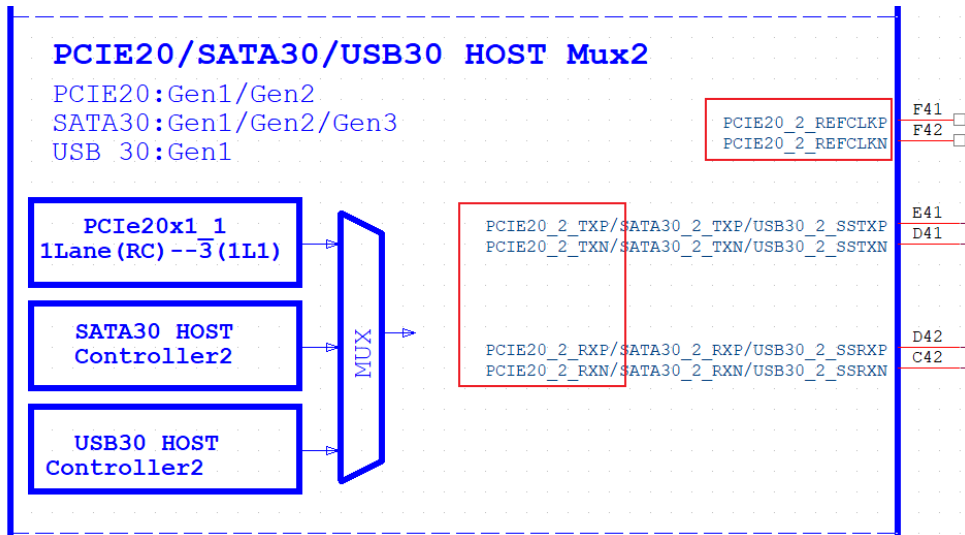 PCIE20/SATA30/USB30 HOST Mux2
PCIE20:Gen1/Gen2
SATA30:Gen1/Gen2/Gen3
USB 30:Gen1
PCIE20_2_REFCLKP F41
PCIE20_2_REFCLKN F42
PCIe20x1_1
1Lane(RC)--3(1L1)
SATA30 HOST
Controller2
USB30 HOST
Controller2
MUX
PCIE20_2_TXP/SATA30_2_TXP/USB30_2_SSTXP E41
PCIE20_2_TXN/SATA30_2_TXN/USB30_2_SSTXN D41
PCIE20_2_RXP/SATA30_2_RXP/USB30_2_SSRXP D42
PCIE20_2_RXN/SATA30_2_RXN/USB30_2_SSRXN C42